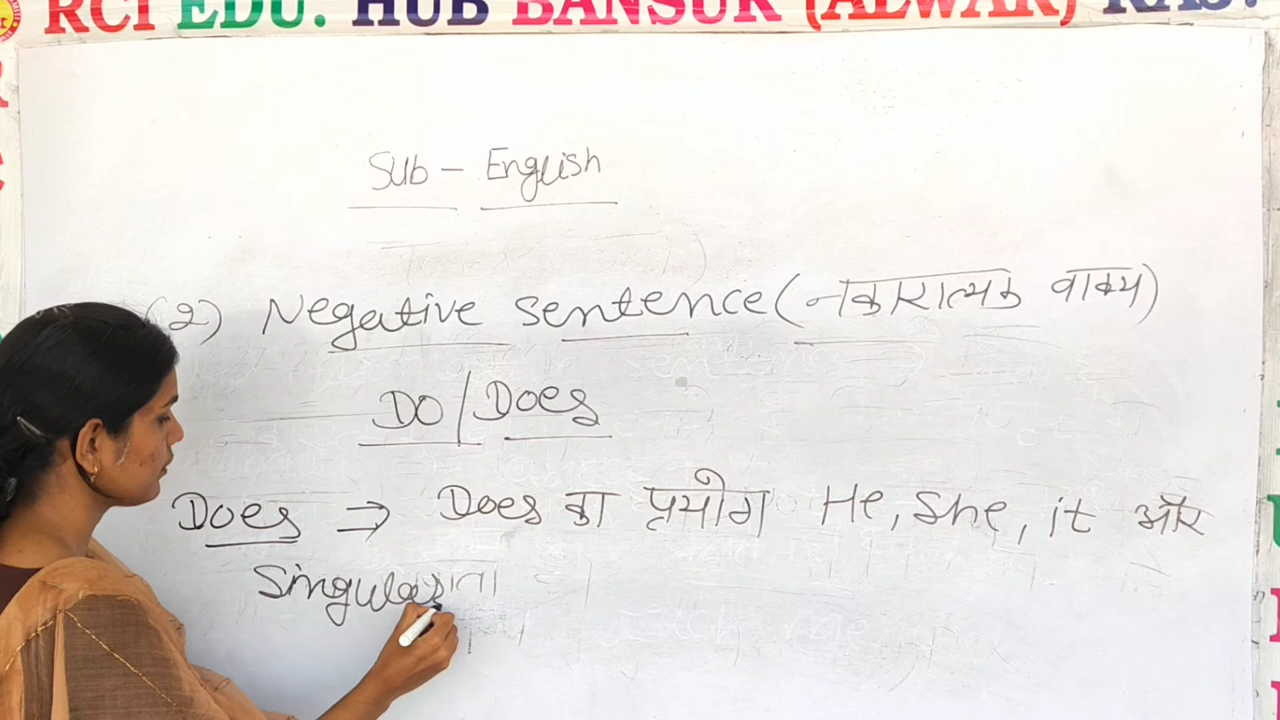 RCI EDU. HUB BANSUR (ALWAR) RAJ.
Sub - English
(2) Negative sentence (नकारात्मक वाक्य)
DO/Does
Does ⇒ Does का प्रयोग He, She, it और
Singular